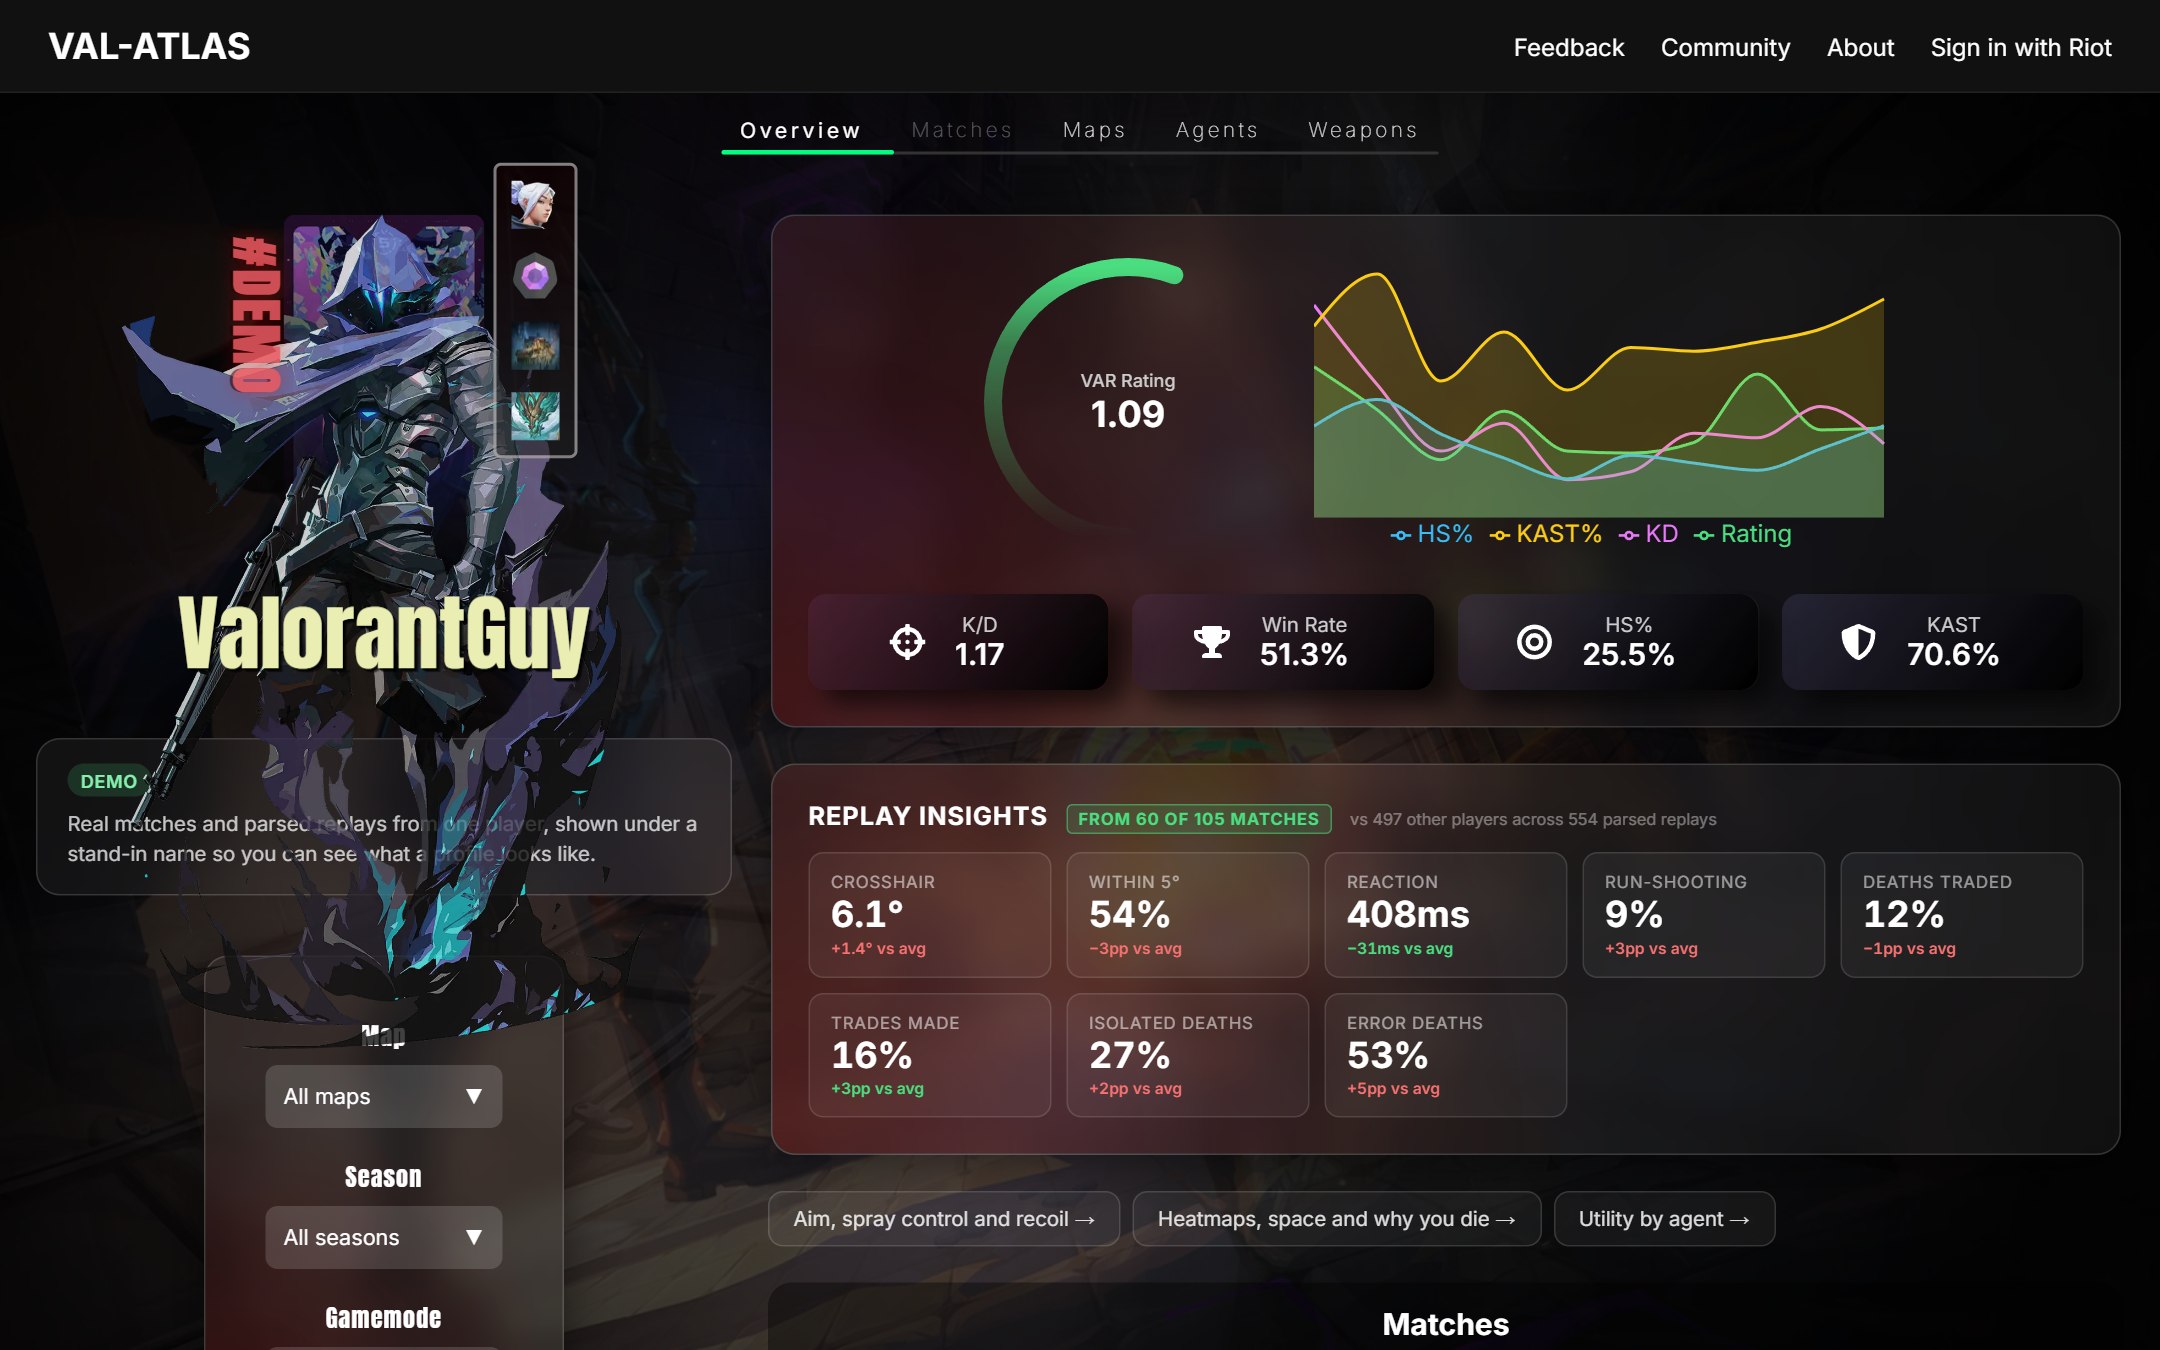 VAL-ATLAS
Feedback
Community
About
Sign in with Riot
Overview
Matches
Maps
Agents
Weapons
#DEMO
ValorantGuy
DEMO
Real matches and parsed replays from one player, shown under a
stand-in name so you can see what a profile looks like.
Map
All maps
Season
All seasons
Gamemode
VAR Rating
1.09
HS%
KAST%
KD
Rating
K/D
1.17
Win Rate
51.3%
HS%
25.5%
KAST
70.6%
REPLAY INSIGHTS
FROM 60 OF 105 MATCHES
vs 497 other players across 554 parsed replays
CROSSHAIR
6.1°
+1.4° vs avg
WITHIN 5°
54%
−3pp vs avg
REACTION
408ms
−31ms vs avg
RUN-SHOOTING
9%
+3pp vs avg
DEATHS TRADED
12%
−1pp vs avg
TRADES MADE
16%
+3pp vs avg
ISOLATED DEATHS
27%
+2pp vs avg
ERROR DEATHS
53%
+5pp vs avg
Aim, spray control and recoil →
Heatmaps, space and why you die →
Utility by agent →
Matches